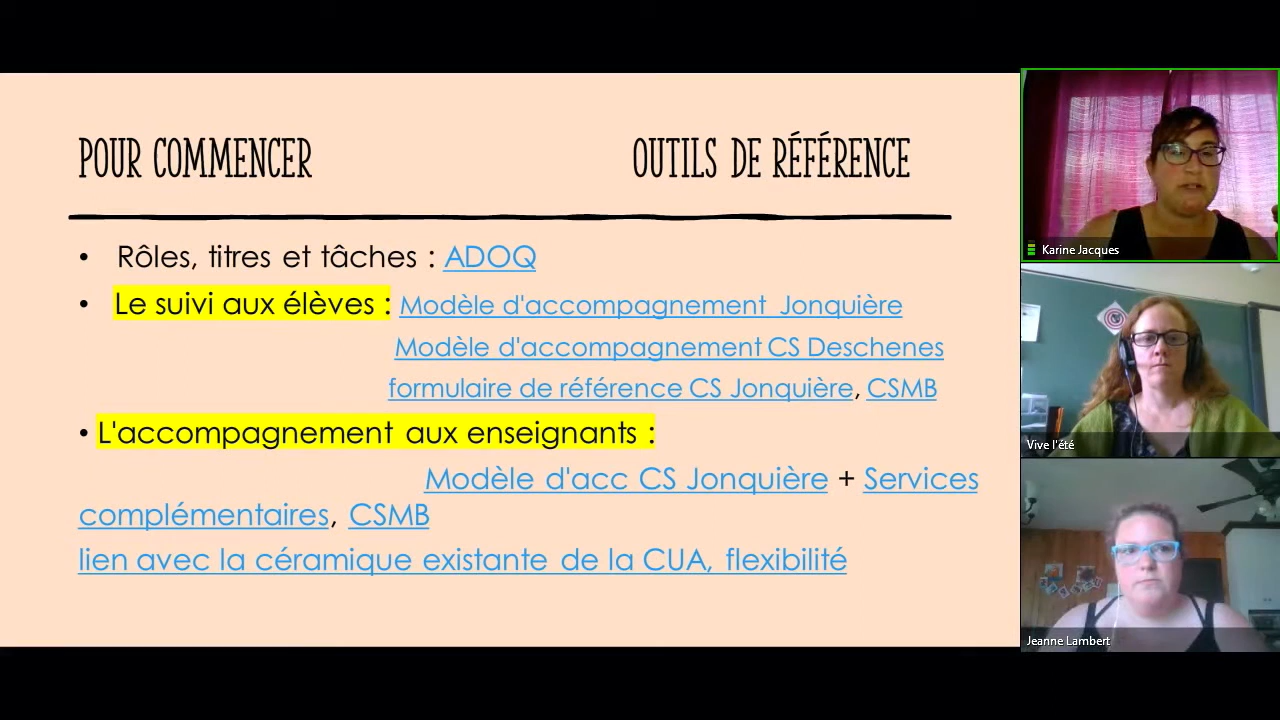 POUR COMMENCER OUTILS DE RÉFÉRENCE
• Rôles, titres et tâches : ADOQ
• Le suivi aux élèves : Modèle d'accompagnement Jonquière
Modèle d'accompagnement CS Deschenes
formulaire de référence CS Jonquière, CSMB
• L'accompagnement aux enseignants :
Modèle d'acc CS Jonquière + Services
complémentaires, CSMB
lien avec la céramique existante de la CUA, flexibilité
Karine Jacques
Vive l'été
Jeanne Lambert